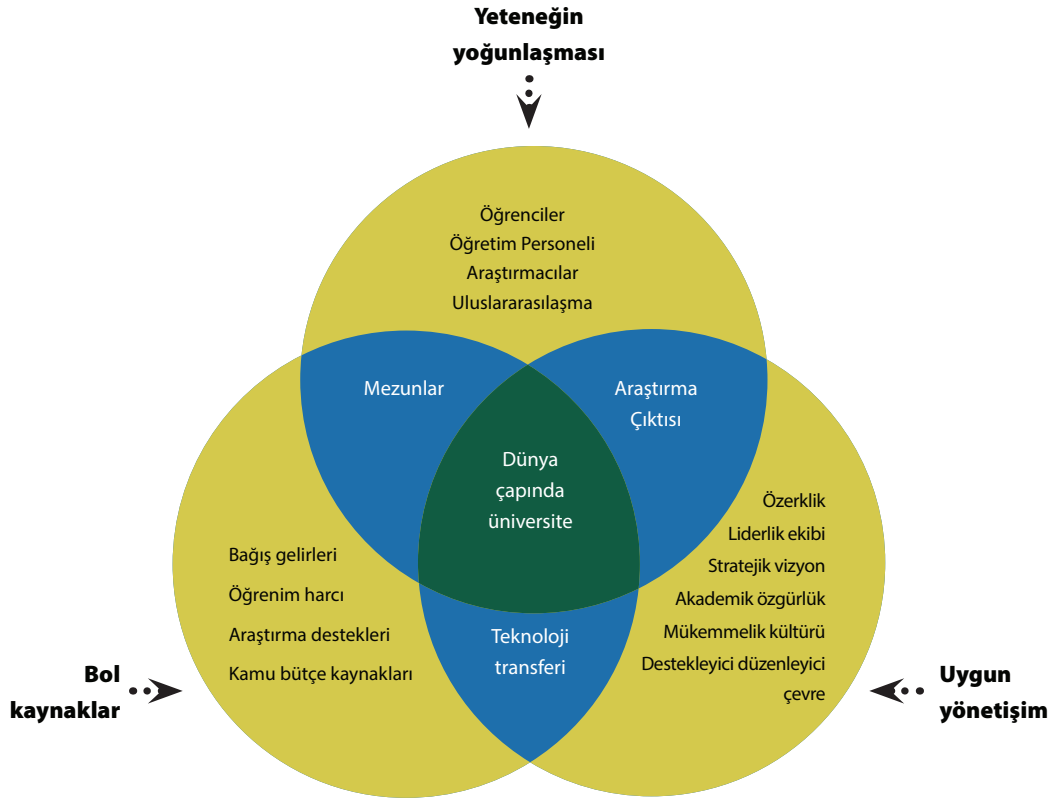 Yeteneğin
yoğunlaşması
Öğrenciler
Öğretim Personeli
Araştırmacılar
Uluslararasılaşma
Mezunlar
Araştırma
Çıktısı
Dünya
çapında
üniversite
Bağış gelirleri
Öğrenim harcı
Araştırma destekleri
Kamu bütçe kaynakları
Özerklik
Liderlik ekibi
Stratejik vizyon
Akademik özgürlük
Mükemmelik kültürü
Destekleyici düzenleyici
çevre
Teknoloji
transferi
Bol
kaynaklar
Uygun
yönetişim